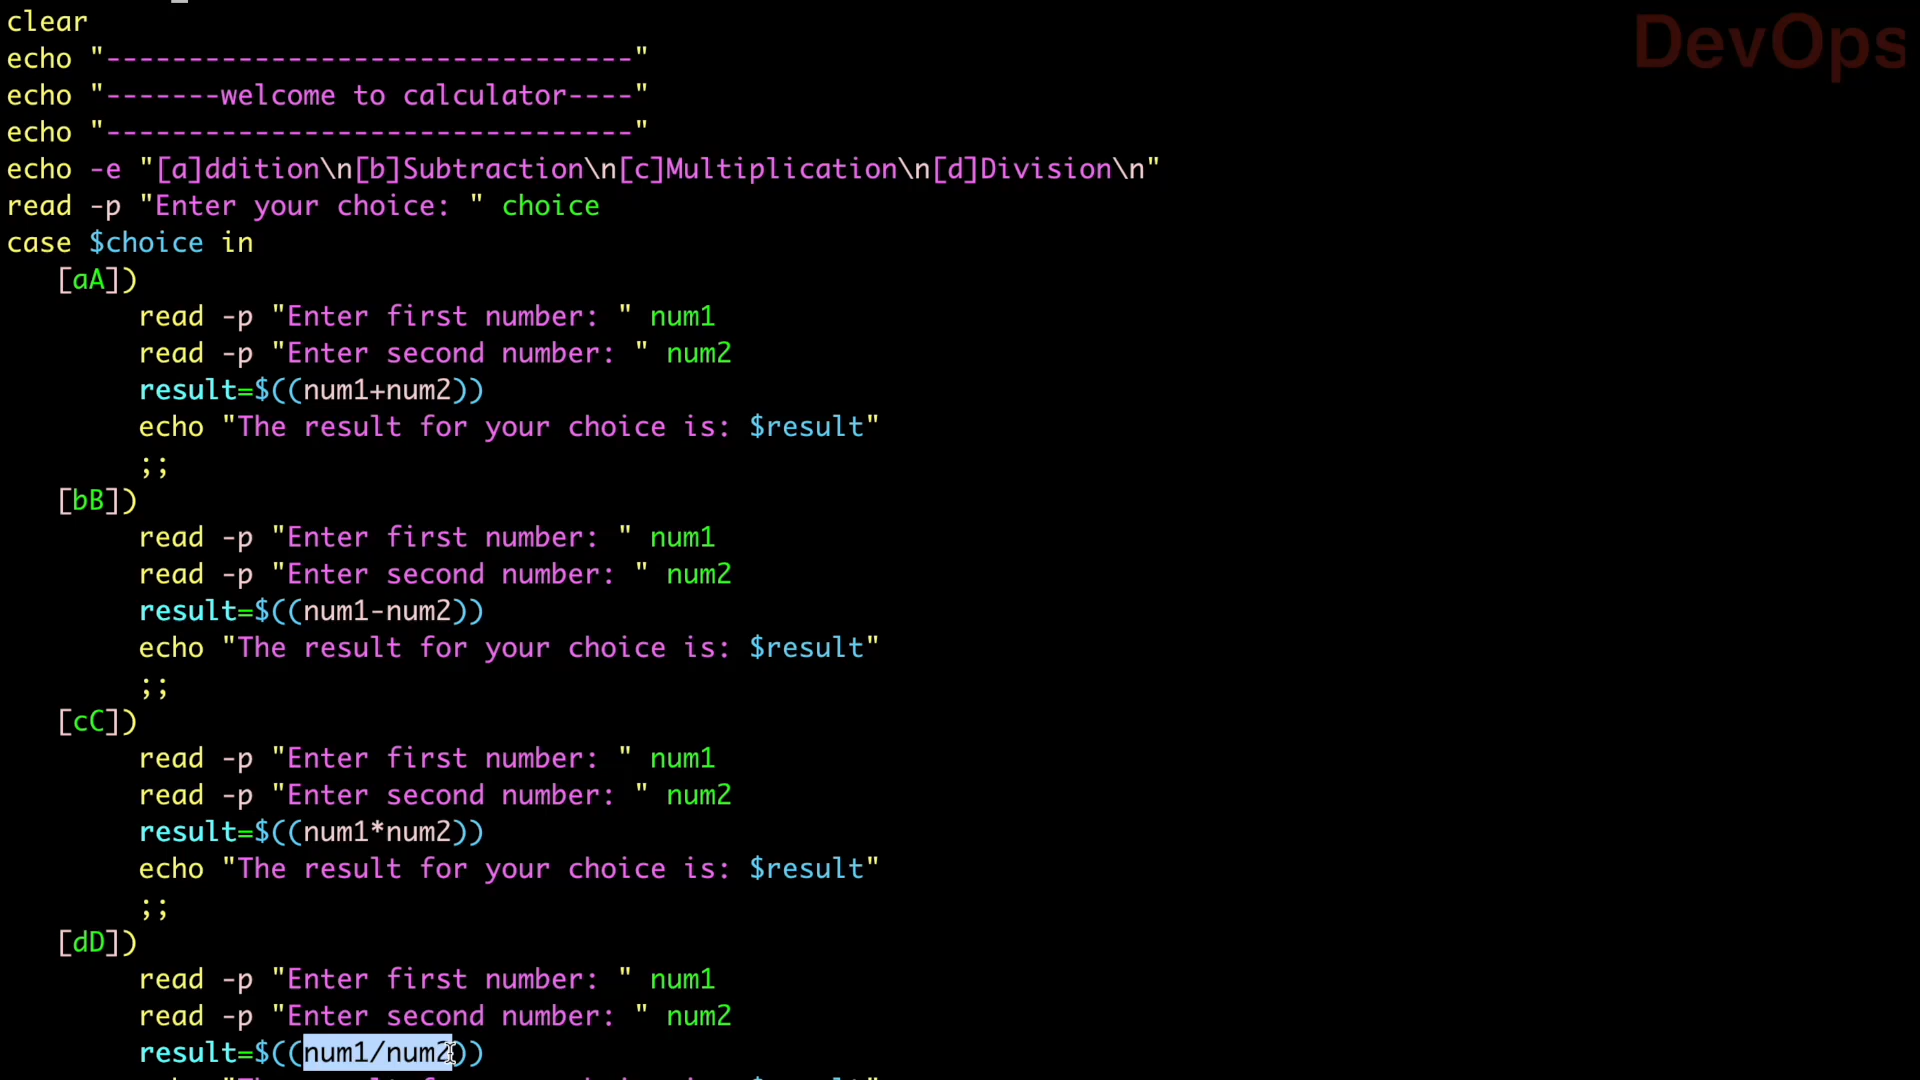 DevOps
clear
echo "--------------------------------"
echo "-------welcome to calculator----"
echo "--------------------------------"
echo -e "[a]ddition\n[b]Subtraction\n[c]Multiplication\n[d]Division\n"
read -p "Enter your choice: " choice
case $choice in
   [aA])
        read -p "Enter first number: " num1
        read -p "Enter second number: " num2
        result=$((num1+num2))
        echo "The result for your choice is: $result"
        ;;
   [bB])
        read -p "Enter first number: " num1
        read -p "Enter second number: " num2
        result=$((num1-num2))
        echo "The result for your choice is: $result"
        ;;
   [cC])
        read -p "Enter first number: " num1
        read -p "Enter second number: " num2
        result=$((num1*num2))
        echo "The result for your choice is: $result"
        ;;
   [dD])
        read -p "Enter first number: " num1
        read -p "Enter second number: " num2
        result=$((num1/num2))